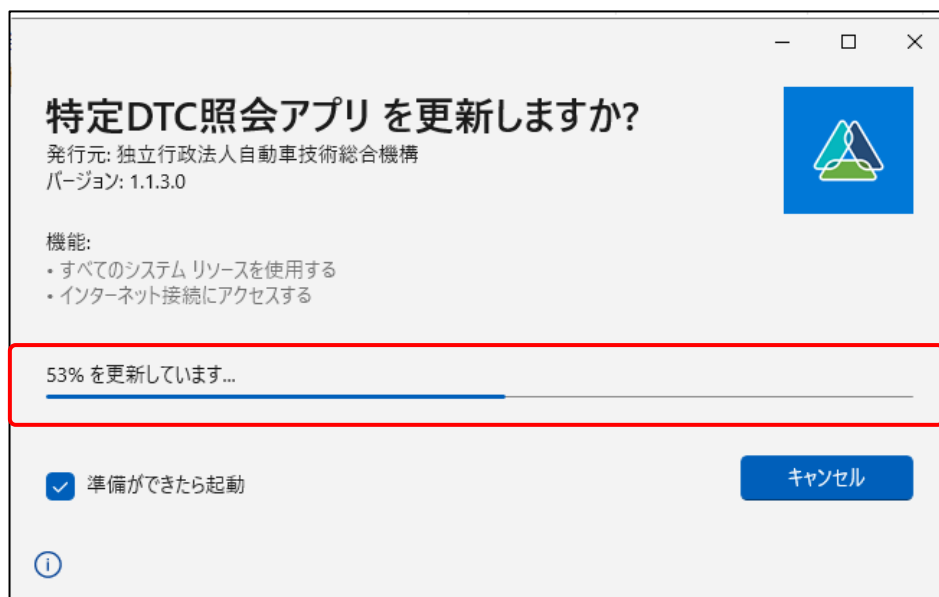 特定DTC照会アプリ を更新しますか?
発行元: 独立行政法人自動車技術総合機構
バージョン: 1.1.3.0
機能:
• すべてのシステム リソースを使用する
• インターネット接続にアクセスする
53% を更新しています...
準備ができたら起動
キャンセル